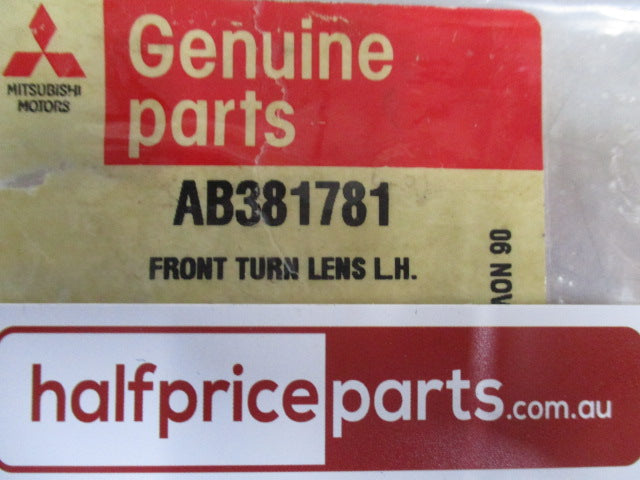 MITSUBISHI
MOTORS
Genuine
parts
AB381781
FRONT TURN LENS L.H.
NOV 90
halfpriceparts.com.au